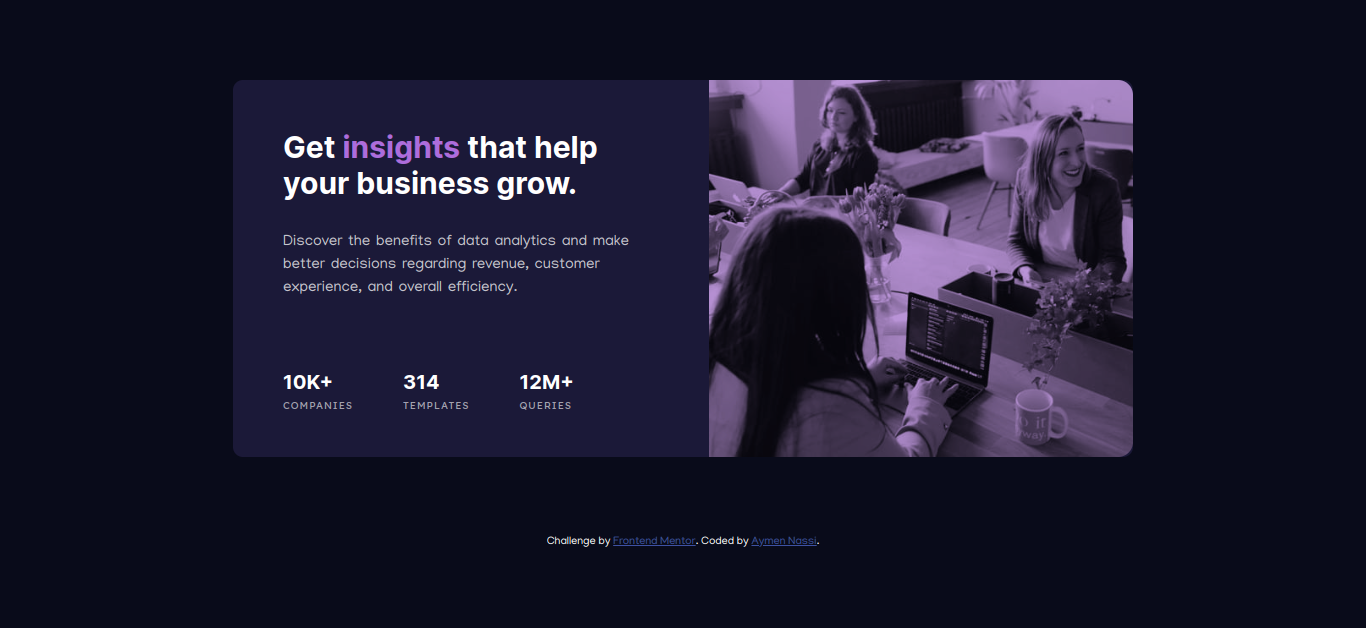 Get insights that help
your business grow.
Discover the benefits of data analytics and make
better decisions regarding revenue, customer
experience, and overall efficiency.
10K+ 314 12M+
COMPANIES TEMPLATES QUERIES
Challenge by Frontend Mentor. Coded by Aymen Nassi.